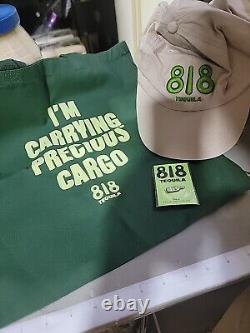 I'M
CARRYING
PRECIOUS
CARGO
818
TEQUILA
818
TEQUILA
818
TEQUILA